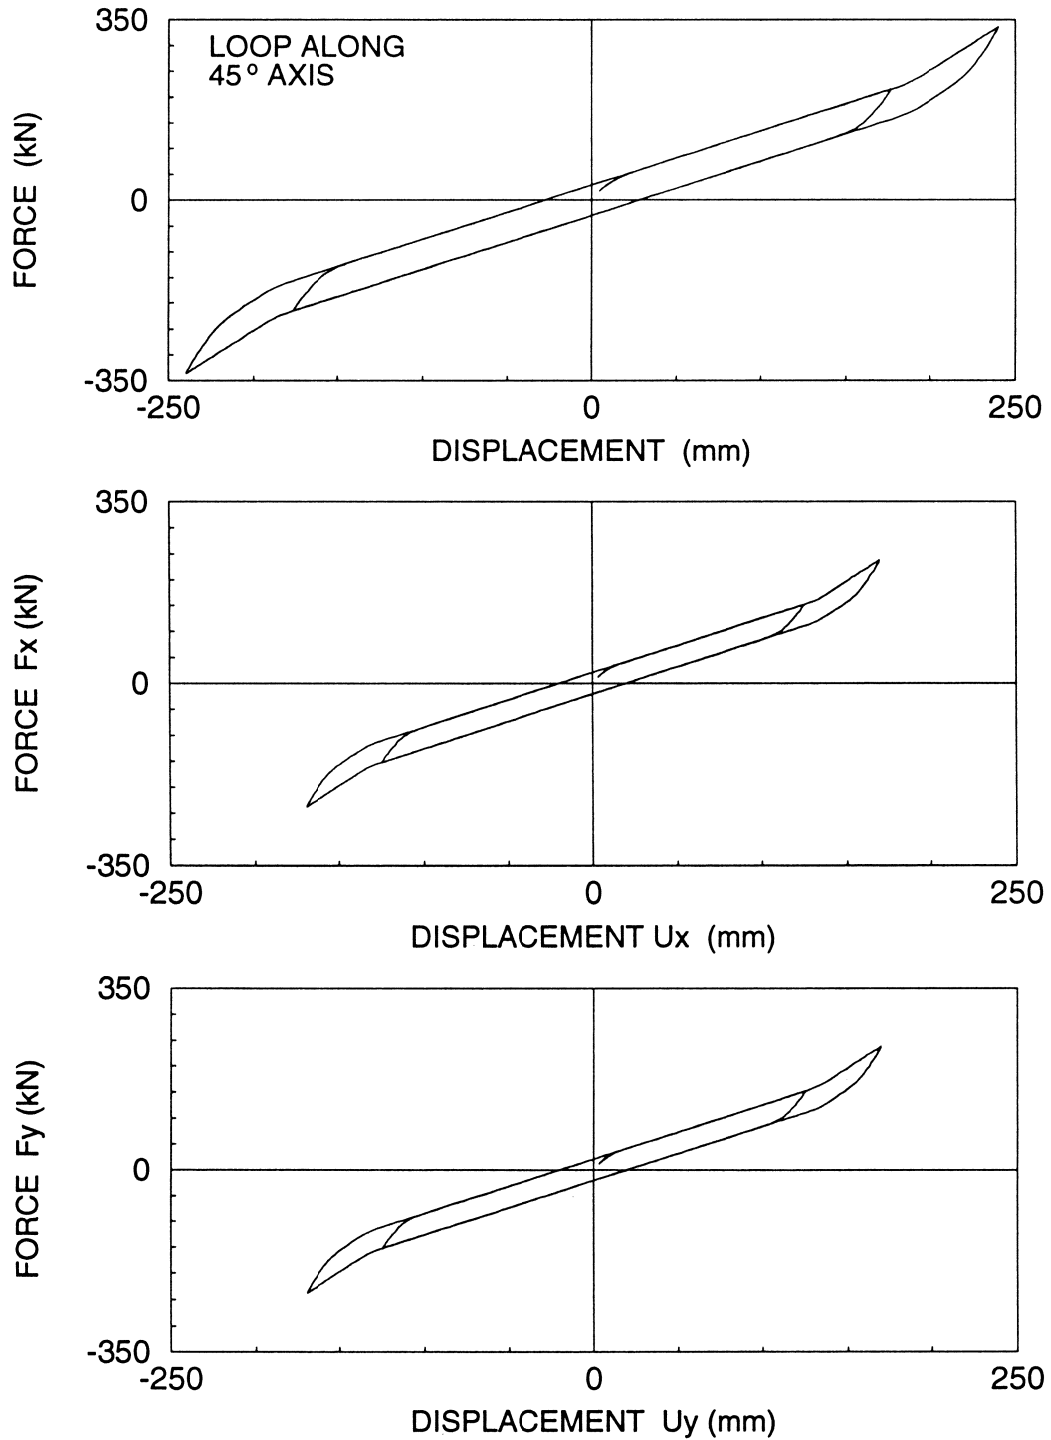 350
LOOP ALONG
45° AXIS
FORCE (kN)
0
-350
-250 0 250
DISPLACEMENT (mm)
350
FORCE Fx (kN)
0
-350
-250 0 250
DISPLACEMENT Ux (mm)
350
FORCE Fy (kN)
0
-350
-250 0 250
DISPLACEMENT Uy (mm)